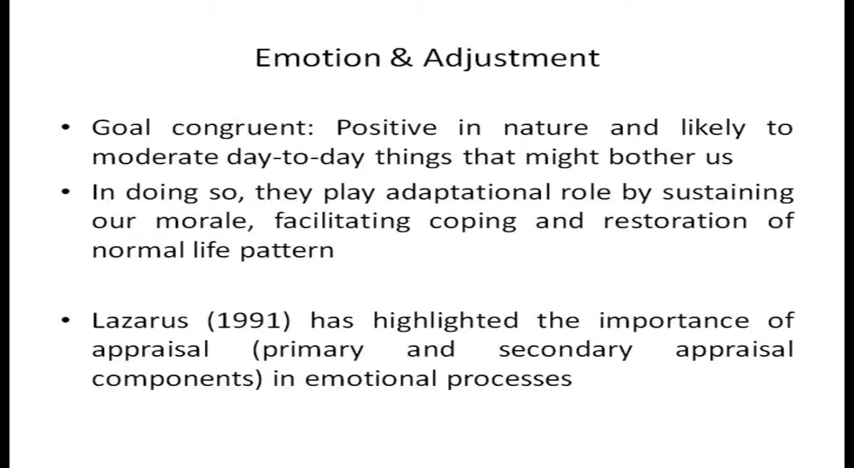 Emotion & Adjustment
• Goal congruent: Positive in nature and likely to
moderate day-to-day things that might bother us
• In doing so, they play adaptational role by sustaining
our morale, facilitating coping and restoration of
normal life pattern
• Lazarus (1991) has highlighted the importance of
appraisal (primary and secondary appraisal
components) in emotional processes